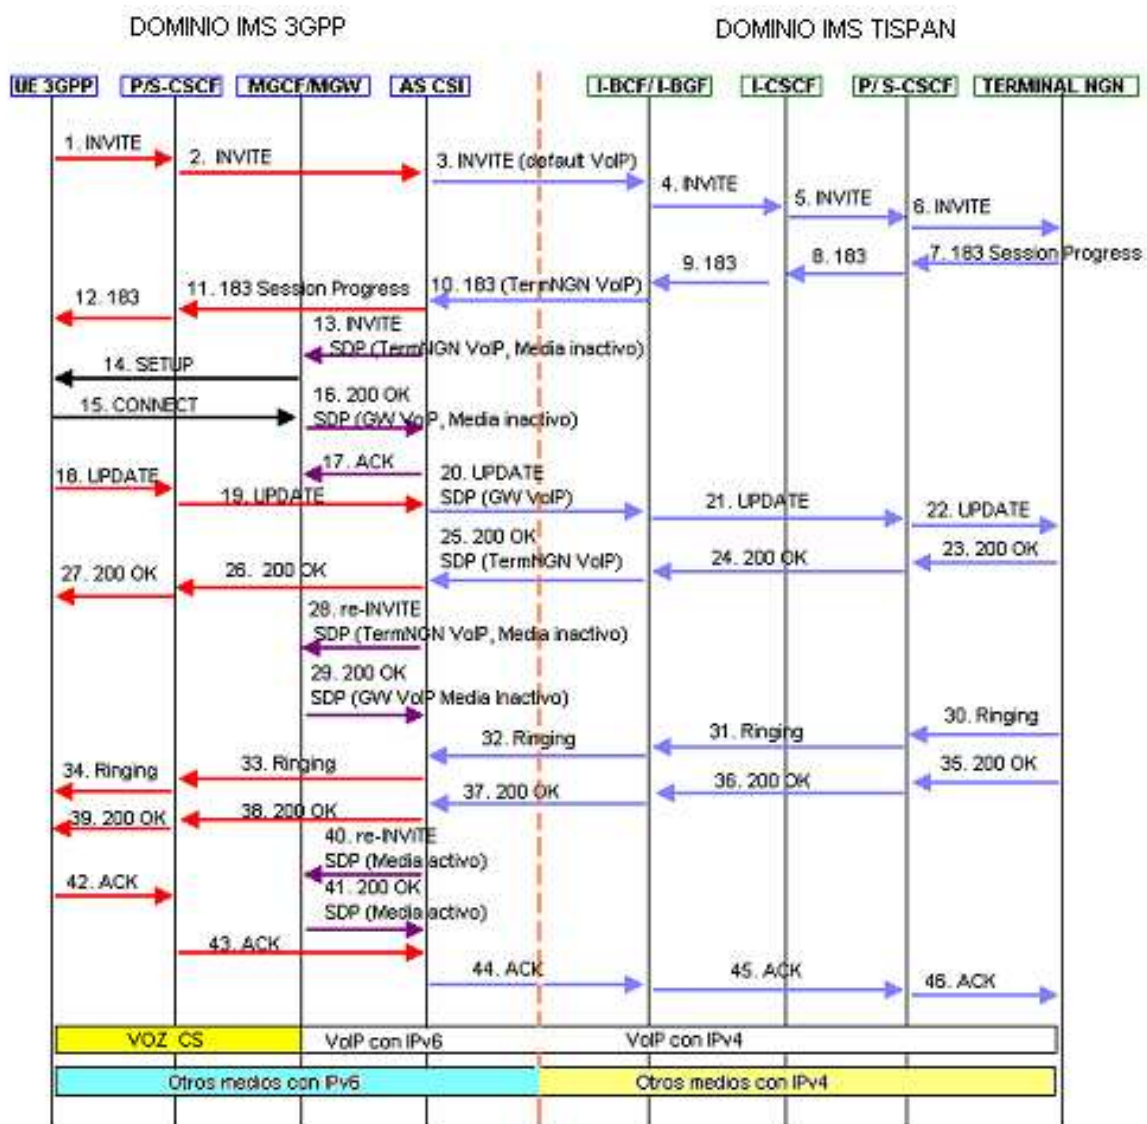 DOMINIO IMS 3GPP
DOMINIO IMS TISPAN
UE 3GPP
P/S-CSCF
MGCF/MGW
AS CSI
I-BCF/ I-BGF
I-CSCF
P/ S-CSCF
TERMINAL NGN
1. INVITE
2. INVITE
3. INVITE (default VoIP)
4. INVITE
5. INVITE
6. INVITE
7. 183 Session Progress
8. 183
9. 183
10. 183 (TermNGN VoIP)
11. 183 Session Progress
12. 183
13. INVITE
SDP (TermNGN VoIP, Media inactivo)
14. SETUP
15. CONNECT
16. 200 OK
SDP (GW VoIP, Media inactivo)
17. ACK
18. UPDATE
19. UPDATE
20. UPDATE
SDP (GW VoIP)
21. UPDATE
22. UPDATE
23. 200 OK
24. 200 OK
25. 200 OK
SDP (TermNGN VoIP)
26. 200 OK
27. 200 OK
28. re-INVITE
SDP (TermNGN VoIP, Media inactivo)
29. 200 OK
SDP (GW VoIP Media Inactivo)
30. Ringing
31. Ringing
32. Ringing
33. Ringing
34. Ringing
35. 200 OK
36. 200 OK
37. 200 OK
38. 200 OK
39. 200 OK
40. re-INVITE
SDP (Media activo)
41. 200 OK
SDP (Media activo)
42. ACK
43. ACK
44. ACK
45. ACK
46. ACK
VOZ CS
VoIP con IPv6
VoIP con IPv4
Otros medios con IPv6
Otros medios con IPv4